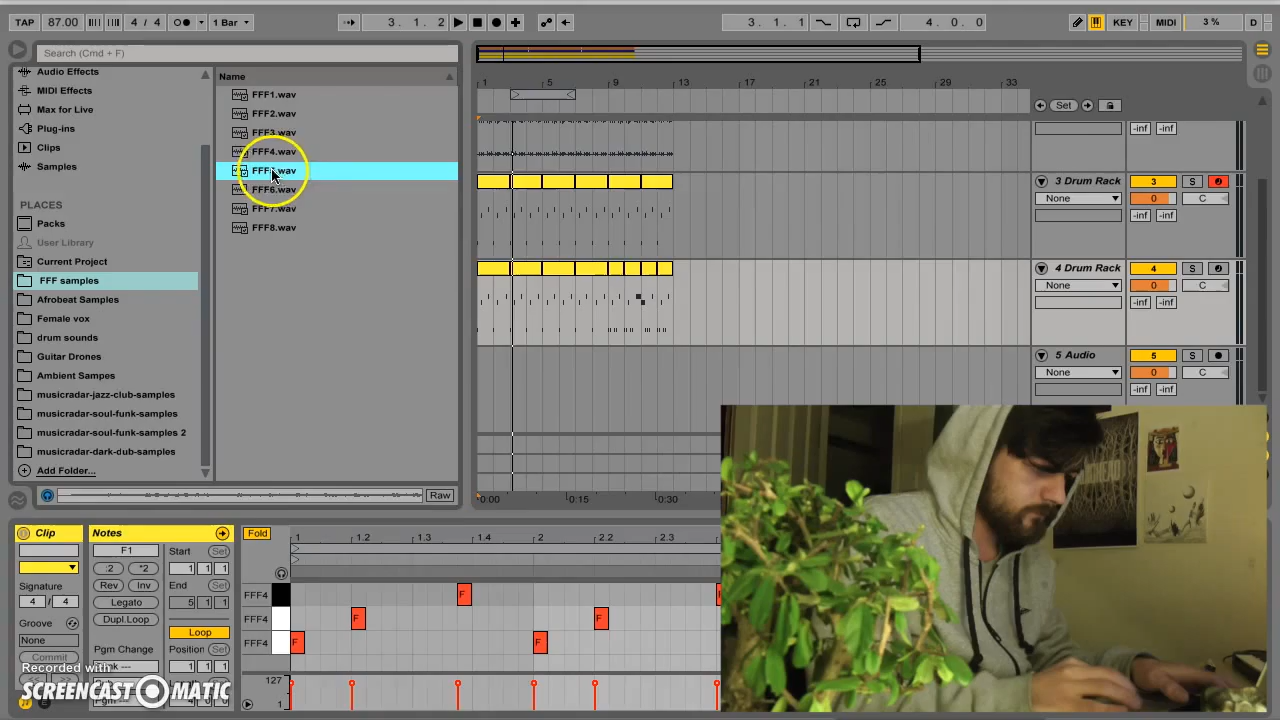 TAP 87.00 4 / 4 1 Bar 3. 1. 2 3. 1. 1 4. 0. 0 KEY MIDI 3 % D
Search (Cmd + F)
Audio Effects
MIDI Effects
Max for Live
Plug-ins
Clips
Samples
PLACES
Packs
User Library
Current Project
FFF samples
Afrobeat Samples
Female vox
drum sounds
Guitar Drones
Ambient Sampes
musicradar-jazz-club-samples
musicradar-soul-funk-samples
musicradar-soul-funk-samples 2
musicradar-dark-dub-samples
Add Folder...
Name
FFF1.wav
FFF2.wav
FFF3.wav
FFF4.wav
FFF6.wav
FFF7.wav
FFF8.wav
Raw
1 5 9 13 17 21 25 29 33
Set
-inf -inf
3 Drum Rack 3 S
None 0 C
-inf -inf
4 Drum Rack 4 S
None 0 C
-inf -inf
5 Audio 5 S
None 0 C
-inf -inf
0:00 0:15 0:30
Clip
Signature
4 / 4
Groove
None
Commit
Notes
F1
:2 *2
Rev Inv
Legato
Dupl.Loop
Pgm Change
Start Set
1 1 1
End Set
5 1 1
Loop
Position Set
1 1 1
Fold
1 1.2 1.3 1.4 2 2.2 2.3
FFF4 F
FFF4 F F
FFF4 F F
127
1
Recorded with
SCREENCAST MATIC